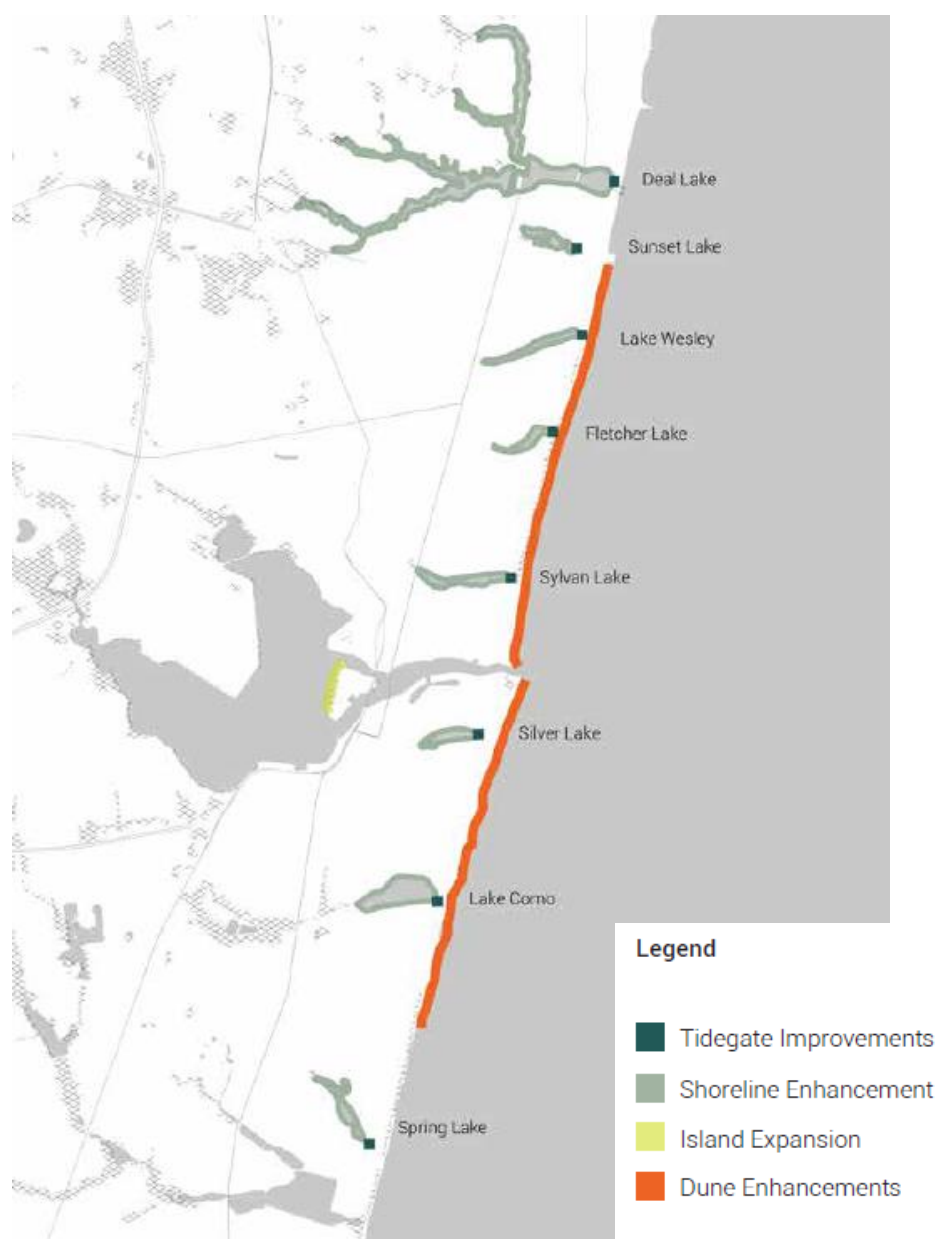 Deal Lake
Sunset Lake
Lake Wesley
Fletcher Lake
Sylvan Lake
Silver Lake
Lake Como
Spring Lake
Legend
Tidegate Improvements
Shoreline Enhancement
Island Expansion
Dune Enhancements